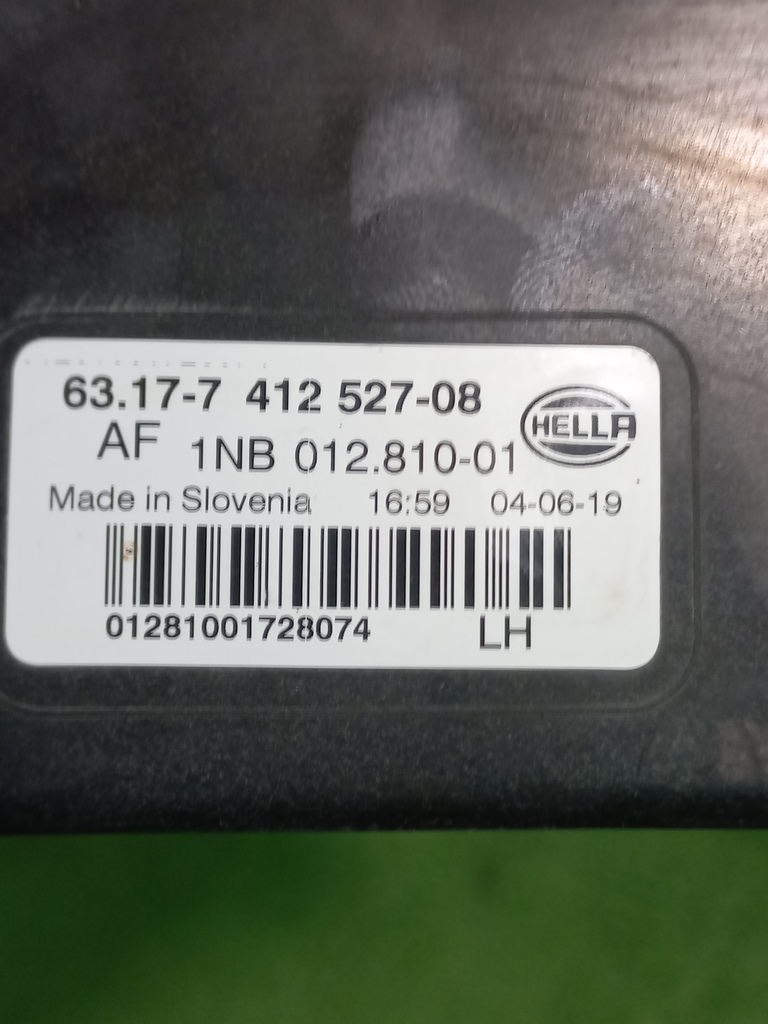 63.17-7 412 527-08
HELLA
AF 1NB 012.810-01
Made in Slovenia 16:59 04-06-19
01281001728074 LH